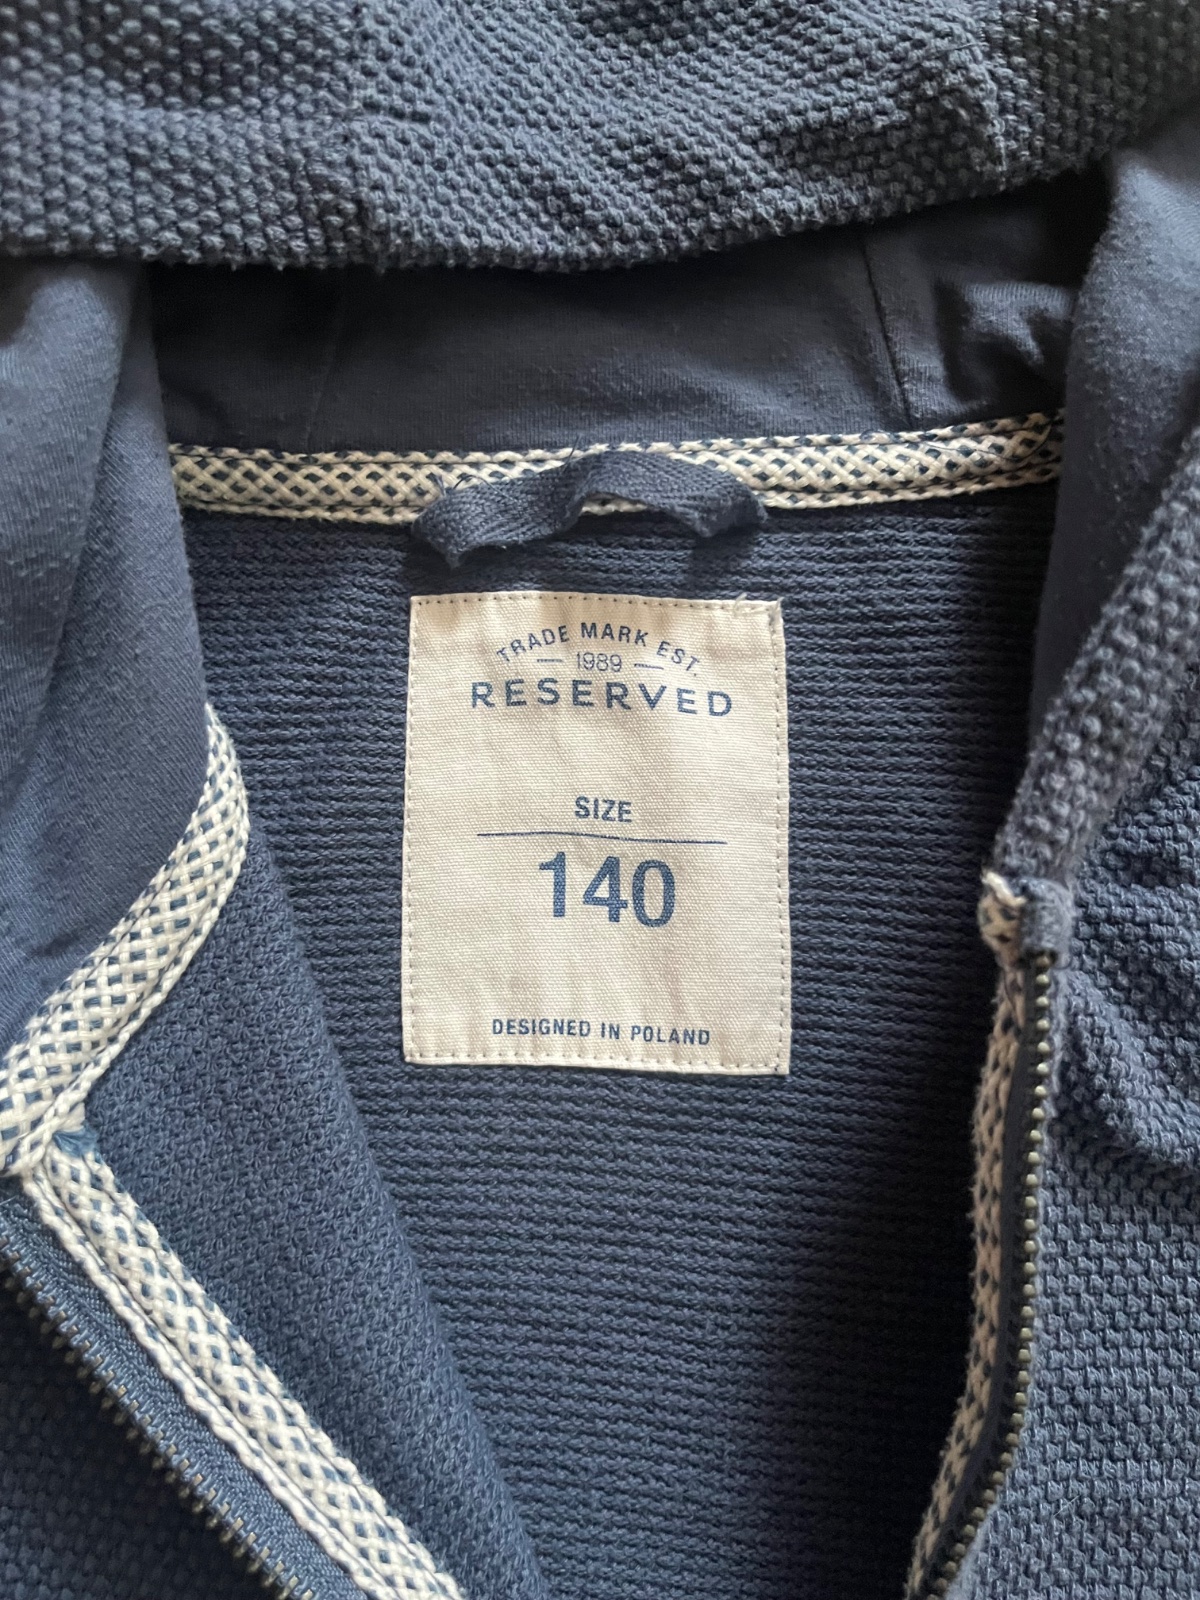 TRADE MARK EST.
1989
RESERVED
SIZE
140
DESIGNED IN POLAND